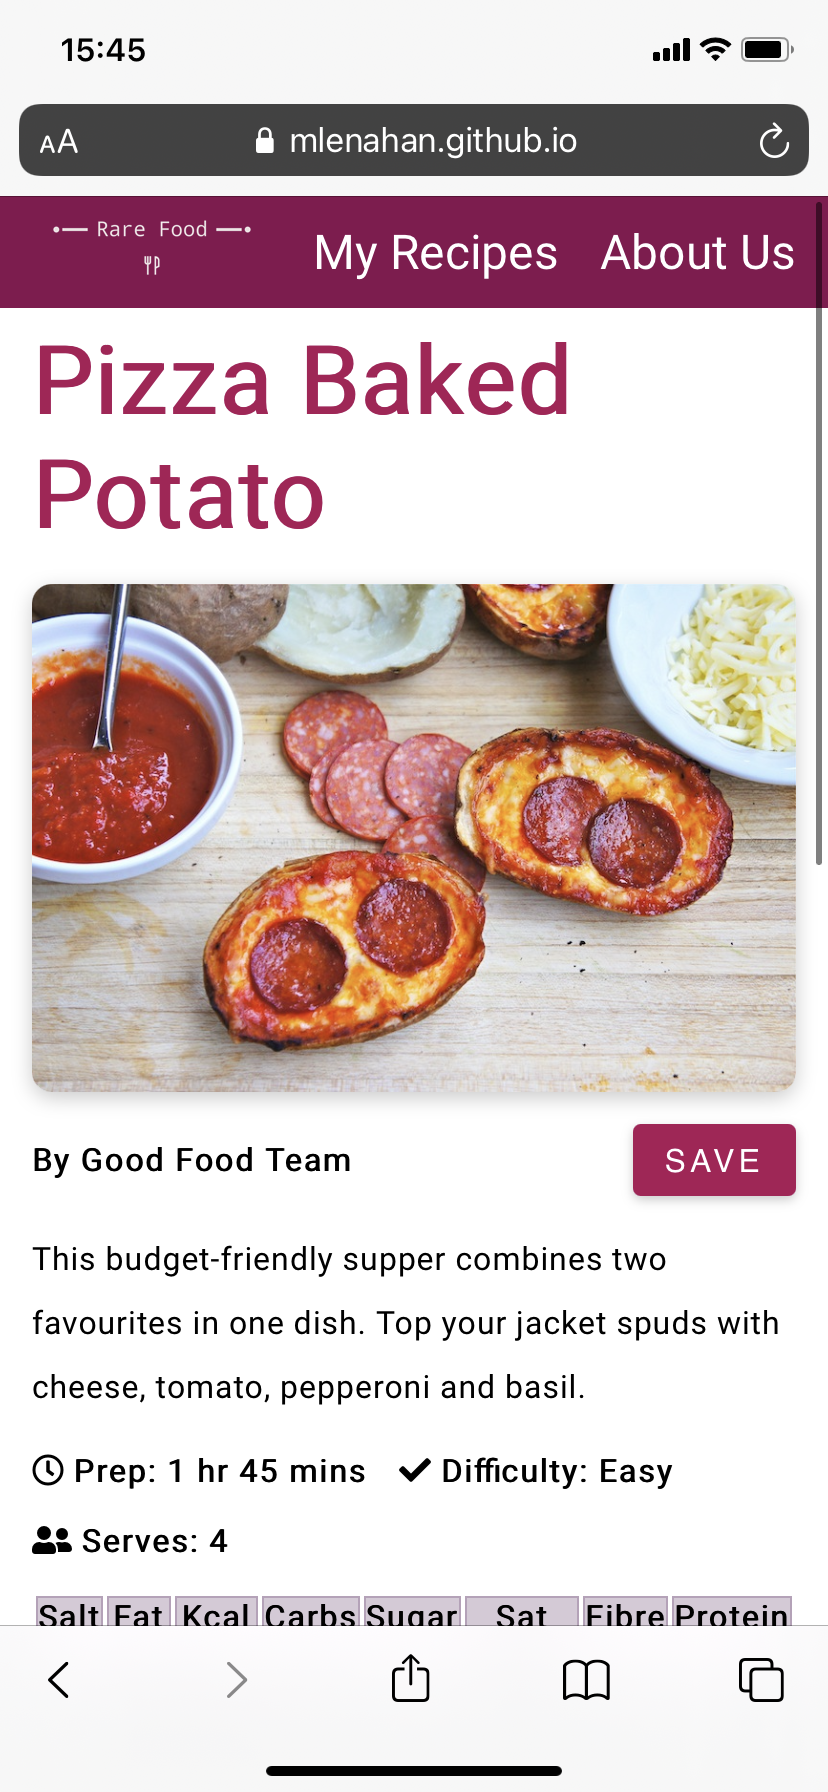 15:45
AA mlenahan.github.io
Rare Food
My Recipes About Us
Pizza Baked
Potato
By Good Food Team
SAVE
This budget-friendly supper combines two
favourites in one dish. Top your jacket spuds with
cheese, tomato, pepperoni and basil.
Prep: 1 hr 45 mins Difficulty: Easy
Serves: 4
Salt Fat Kcal Carbs Sugar Sat Fibre Protein